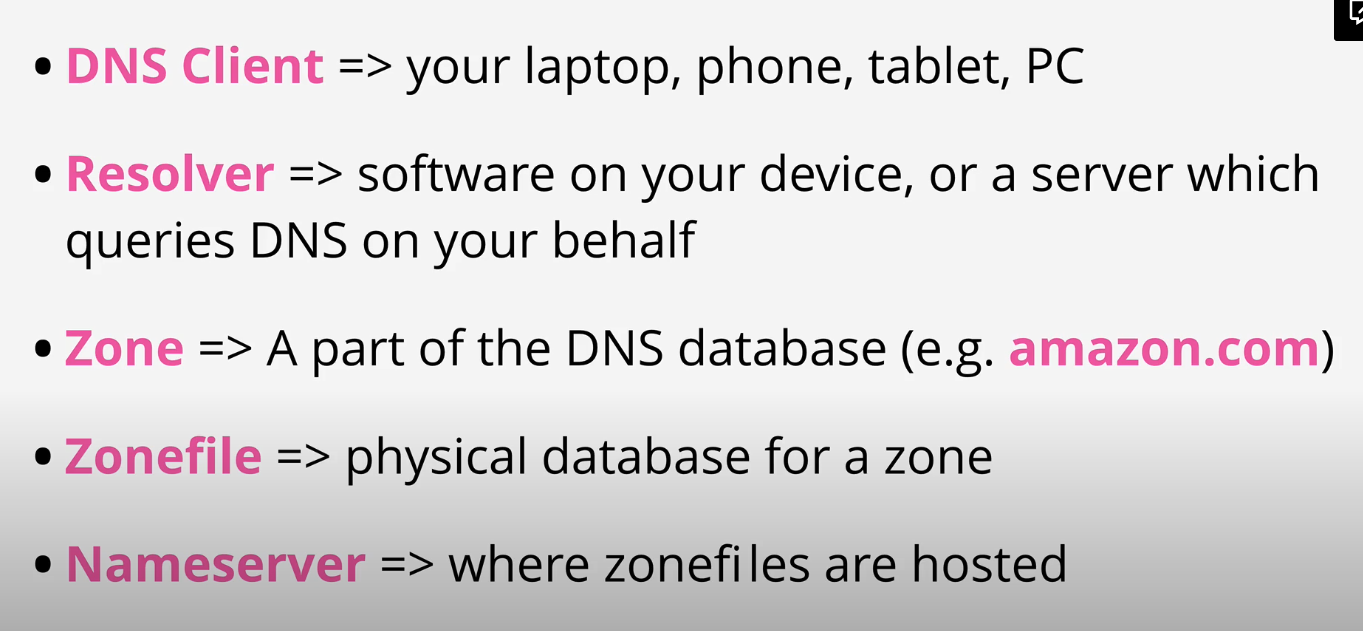 • DNS Client => your laptop, phone, tablet, PC
• Resolver => software on your device, or a server which
queries DNS on your behalf
• Zone => A part of the DNS database (e.g. amazon.com)
• Zonefile => physical database for a zone
• Nameserver => where zonefiles are hosted